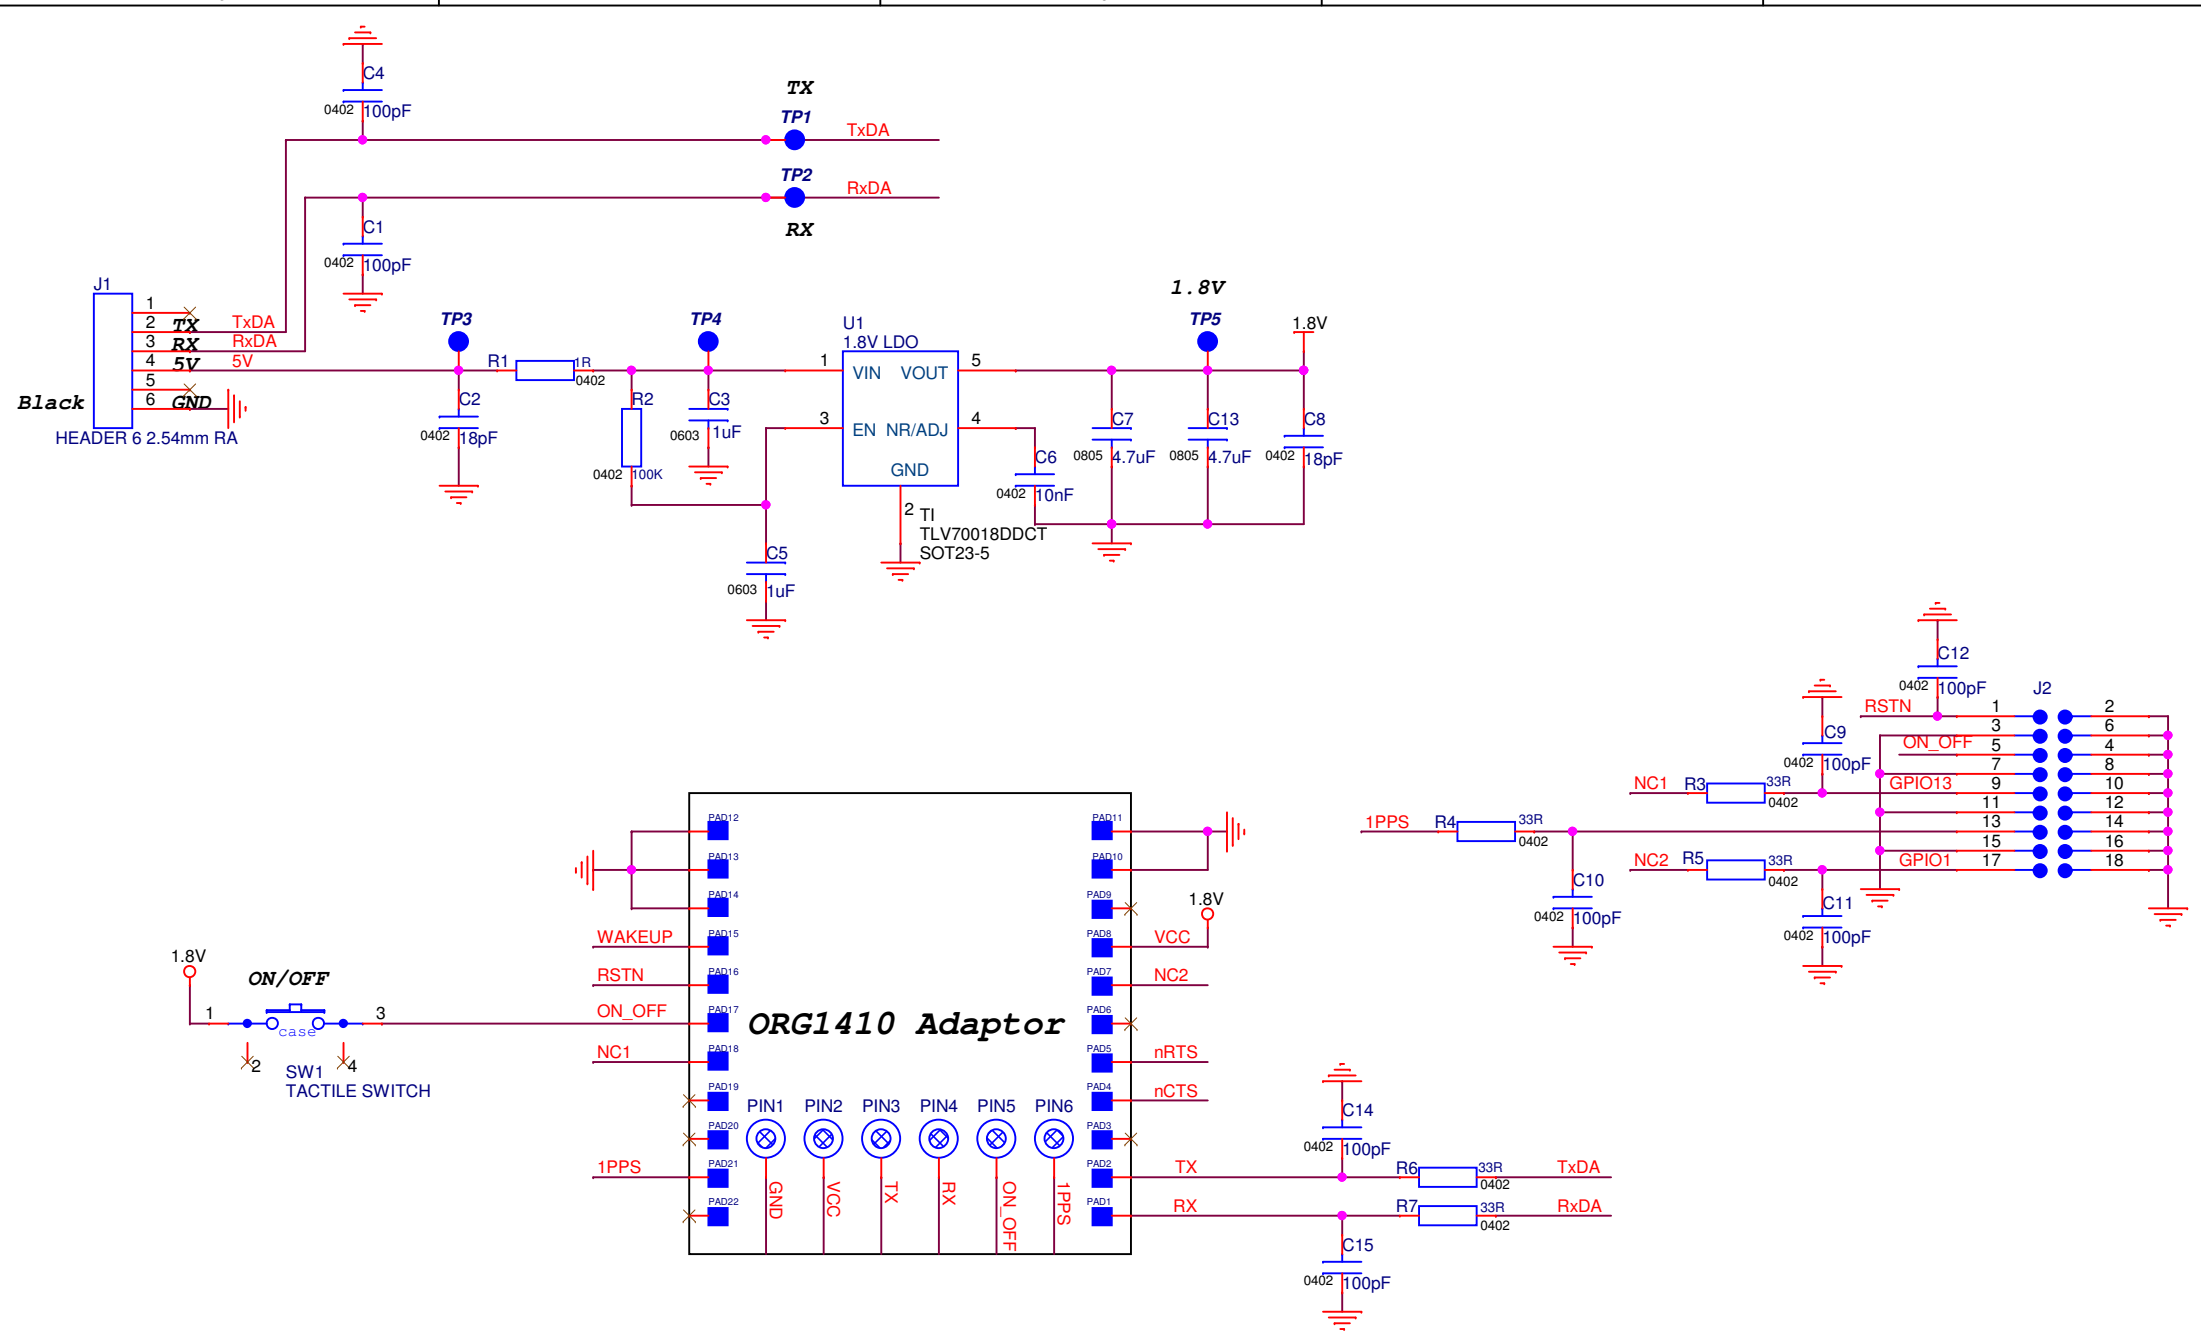 C4
0402 100pF
TX
TP1
TxDA
TP2
RxDA
RX
C1
0402 100pF
J1
1
2 TX TxDA
3 RX RxDA
4 5V 5V
5
6 GND
Black
HEADER 6 2.54mm RA
TP3
R1 1R
0402
C2
0402 18pF
R2
0402 100K
TP4
C3
0603 1uF
U1
1.8V LDO
1 VIN VOUT 5
3 EN NR/ADJ 4
GND
2 TI
TLV70018DDCT
SOT23-5
C5
0603 1uF
C6
0402 10nF
1.8V
TP5
1.8V
C7
0805 4.7uF
C13
0805 4.7uF
C8
0402 18pF
C12
0402 100pF
J2
RSTN 1 2
3 6
ON_OFF 5 4
7 8
GPIO13 9 10
11 12
13 14
15 16
GPIO1 17 18
C9
0402 100pF
NC1 R3 33R
0402
1PPS R4 33R
0402
NC2 R5 33R
0402
C10
0402 100pF
C11
0402 100pF
1.8V
ON/OFF
1 3
case
2 4
SW1
TACTILE SWITCH
PAD12
PAD13
PAD14
WAKEUP PAD15
RSTN PAD16
ON_OFF PAD17
NC1 PAD18
PAD19
PAD20
1PPS PAD21
PAD22
ORG1410 Adaptor
PIN1 PIN2 PIN3 PIN4 PIN5 PIN6
GND VCC TX RX ON_OFF 1PPS
PAD11
PAD10
PAD9
1.8V
PAD8 VCC
PAD7 NC2
PAD6
PAD5 nRTS
PAD4 nCTS
PAD3
PAD2 TX
PAD1 RX
C14
0402 100pF
R6 33R TxDA
0402
R7 33R RxDA
0402
C15
0402 100pF